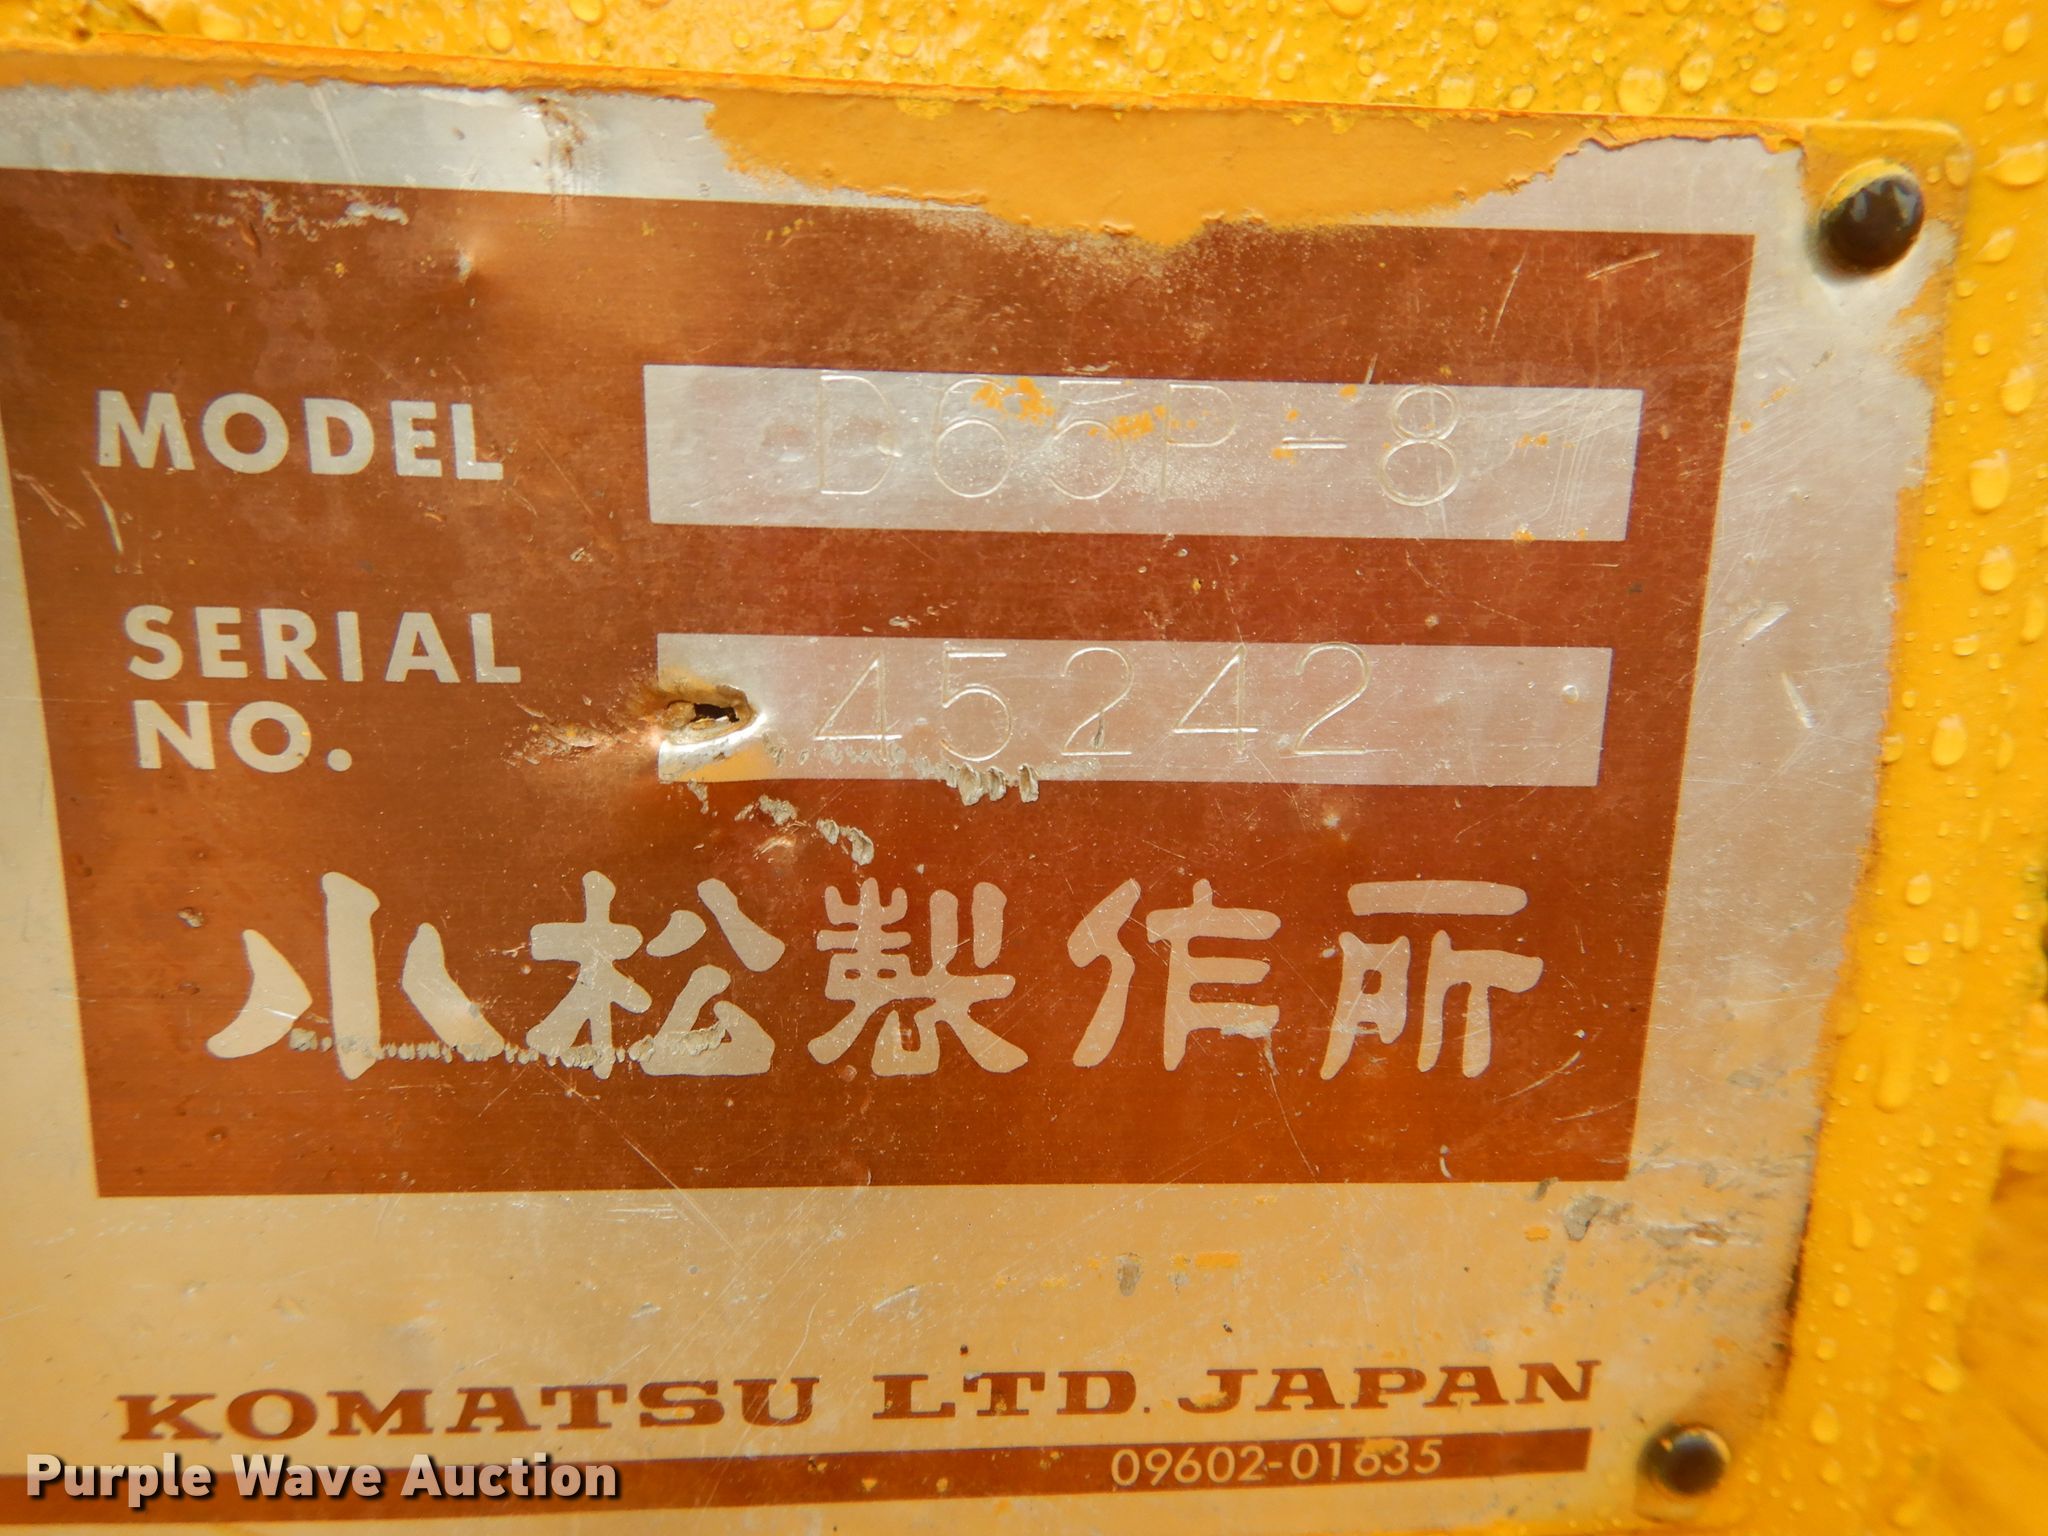 MODEL D65P-8
SERIAL NO. 45242
小松製作所
KOMATSU LTD. JAPAN
09602-01635
Purple Wave Auction